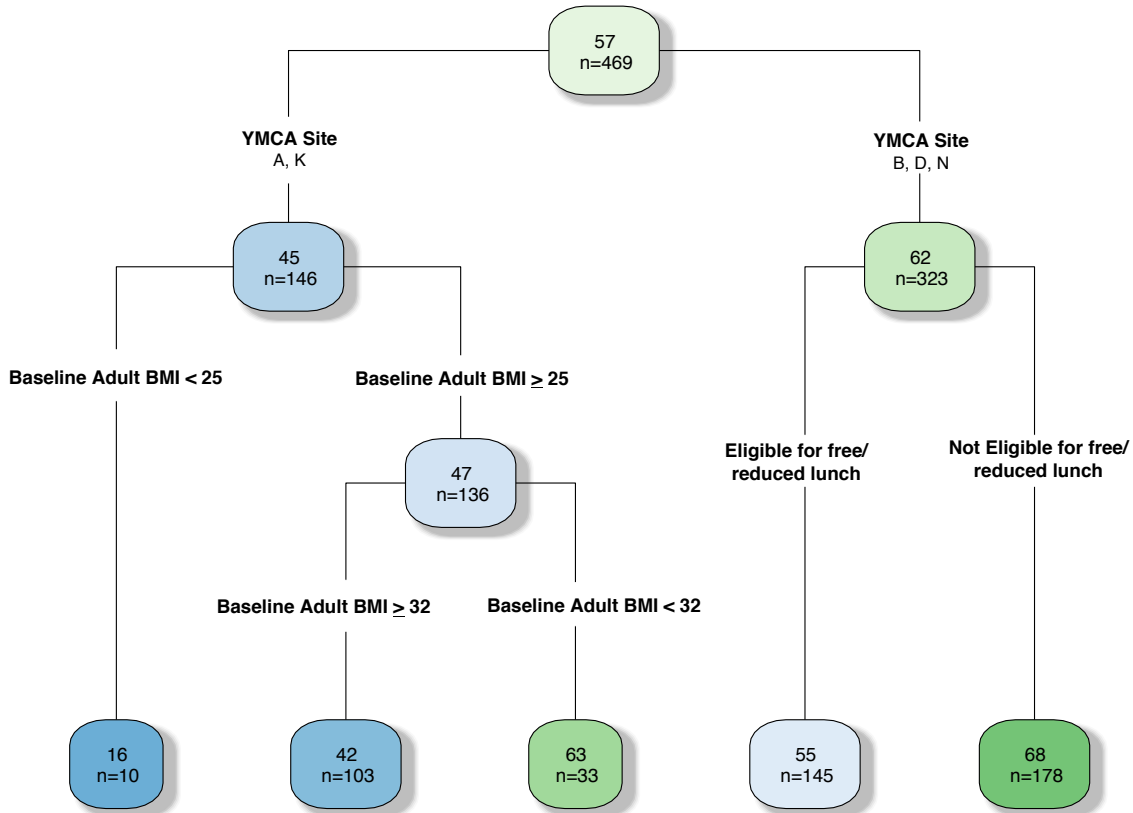 57
n=469
YMCA Site
A, K
YMCA Site
B, D, N
45
n=146
62
n=323
Baseline Adult BMI < 25
Baseline Adult BMI ≥ 25
Eligible for free/
reduced lunch
Not Eligible for free/
reduced lunch
47
n=136
Baseline Adult BMI ≥ 32
Baseline Adult BMI < 32
16
n=10
42
n=103
63
n=33
55
n=145
68
n=178